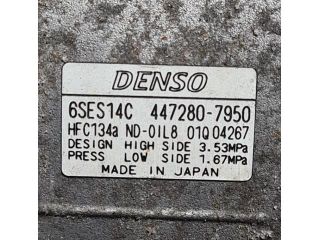 DENSO
6SES14C 447280-7950
HFC134a ND-OIL8 01Q04267
DESIGN HIGH SIDE 3.53MPa
PRESS LOW SIDE 1.67MPa
MADE IN JAPAN